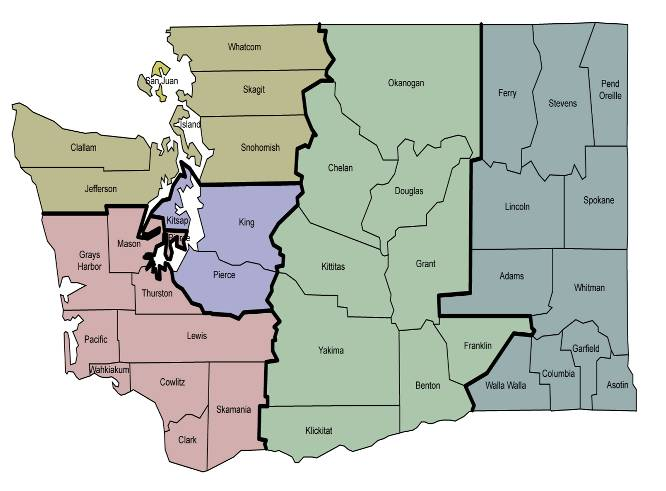 Whatcom
San Juan
Skagit
Island
Snohomish
Clallam
Jefferson
Okanogan
Ferry
Stevens
Pend
Oreille
Chelan
Douglas
Lincoln
Spokane
Kitsap
King
Mason
Grays
Harbor
Pierce
Thurston
Kittitas
Grant
Adams
Whitman
Pacific
Lewis
Wahkiakum
Cowlitz
Skamania
Clark
Yakima
Klickitat
Benton
Franklin
Walla Walla
Columbia
Garfield
Asotin